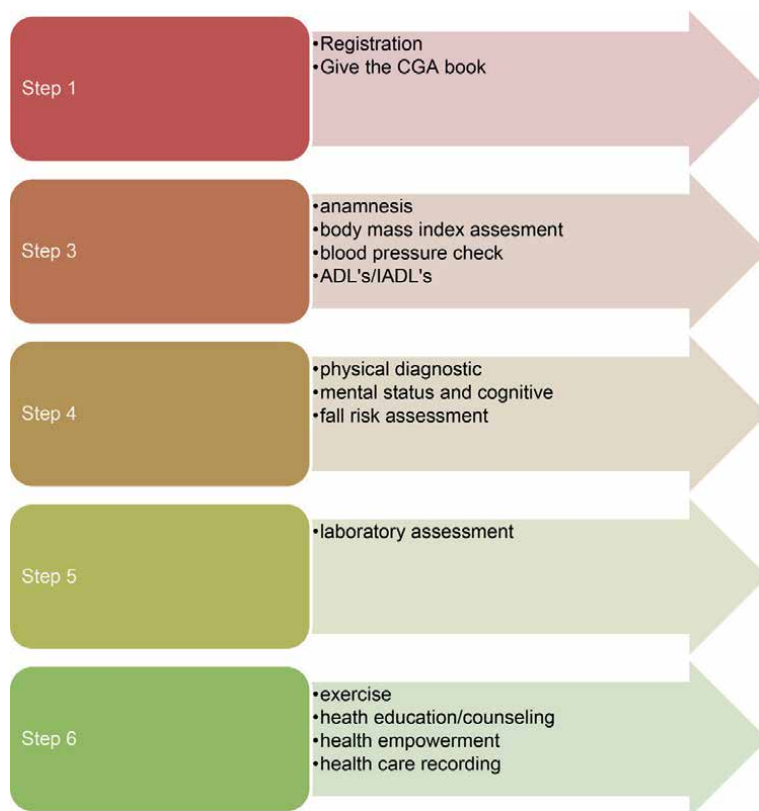 Step 1
•Registration
•Give the CGA book
Step 3
•anamnesis
•body mass index assesment
•blood pressure check
•ADL's/IADL's
Step 4
•physical diagnostic
•mental status and cognitive
•fall risk assessment
Step 5
•laboratory assessment
Step 6
•exercise
•heath education/counseling
•health empowerment
•health care recording